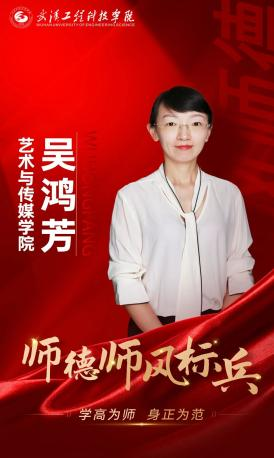 武汉工程科技学院
WUHAN UNIVERSITY OF ENGINEERING SCIENCE
吴鸿芳
艺术与传媒学院
师德师风标兵
学高为师 身正为范